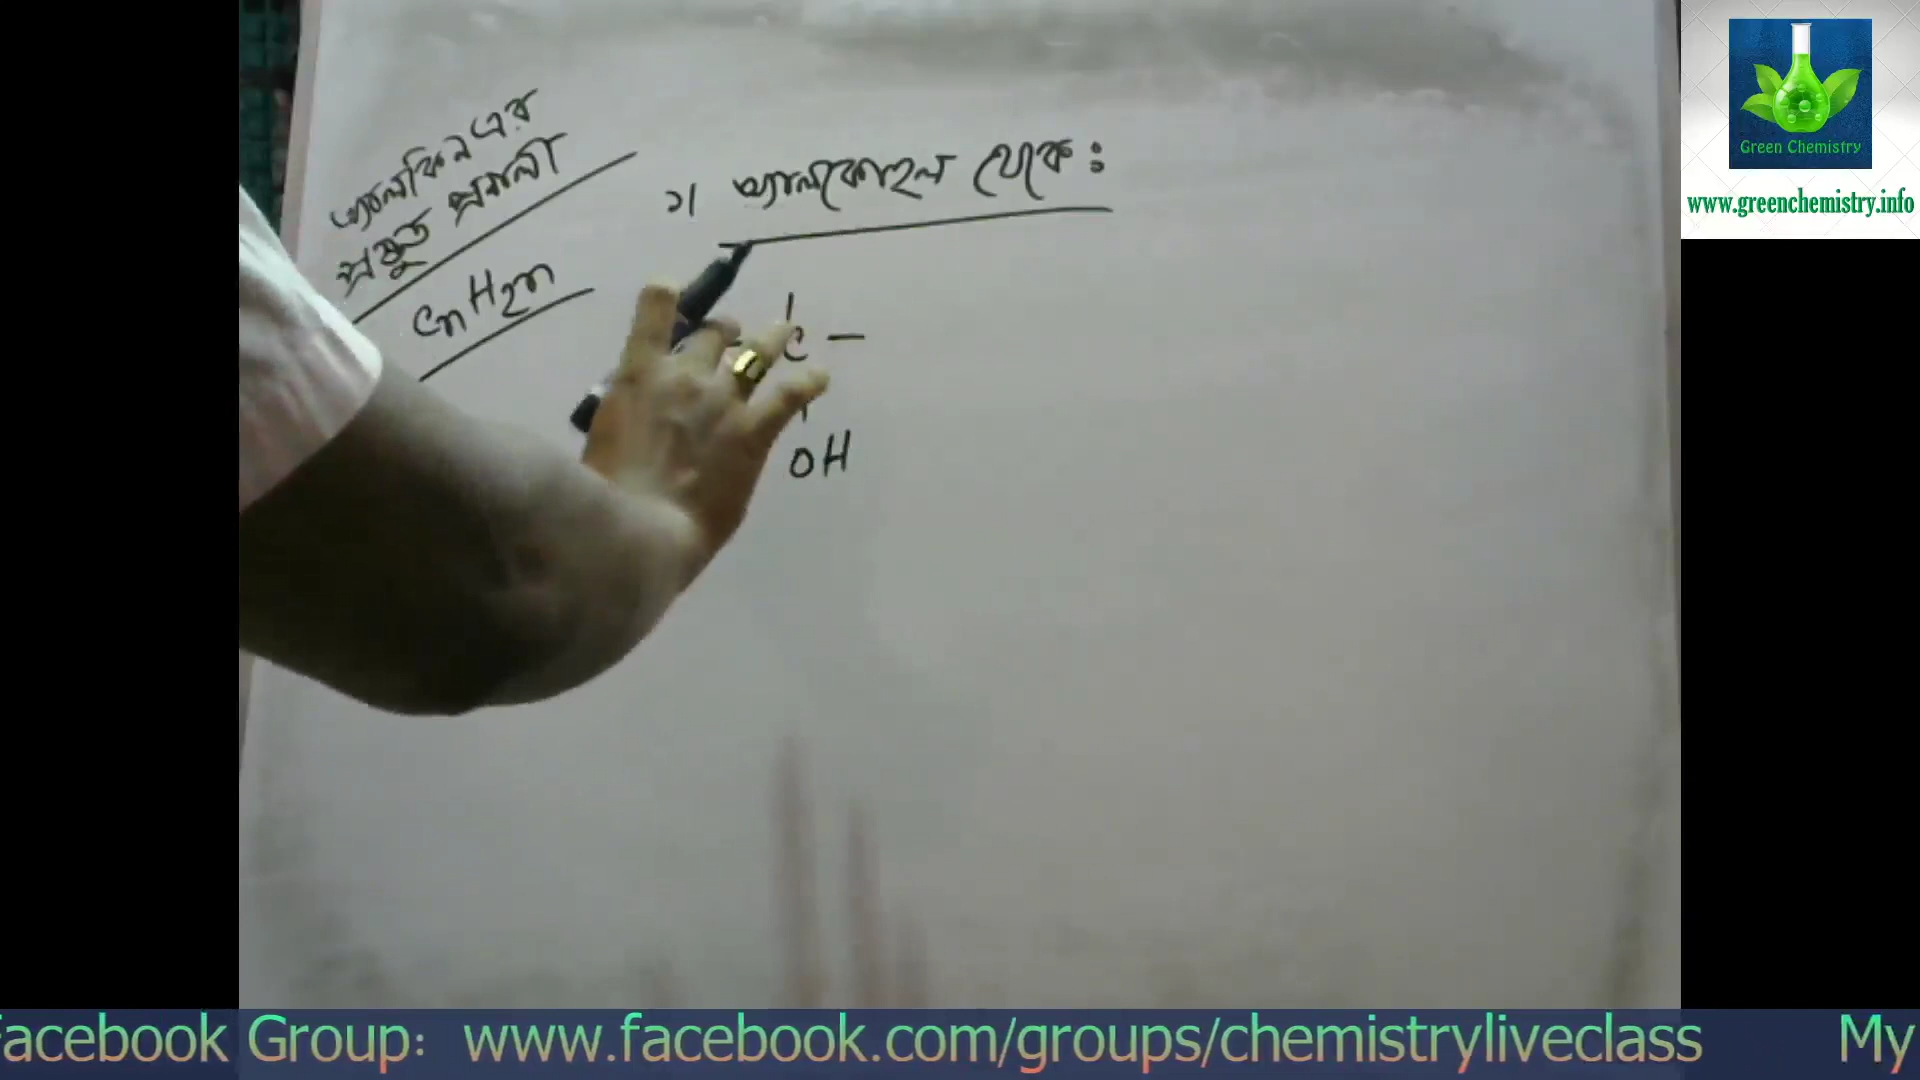 অ্যালকিন এর
প্রস্তুত প্রণালী
CnH2n
১। অ্যালকোহল থেকে :
C –
OH
Green Chemistry
www.greenchemistry.info
Facebook Group: www.facebook.com/groups/chemistryliveclass My